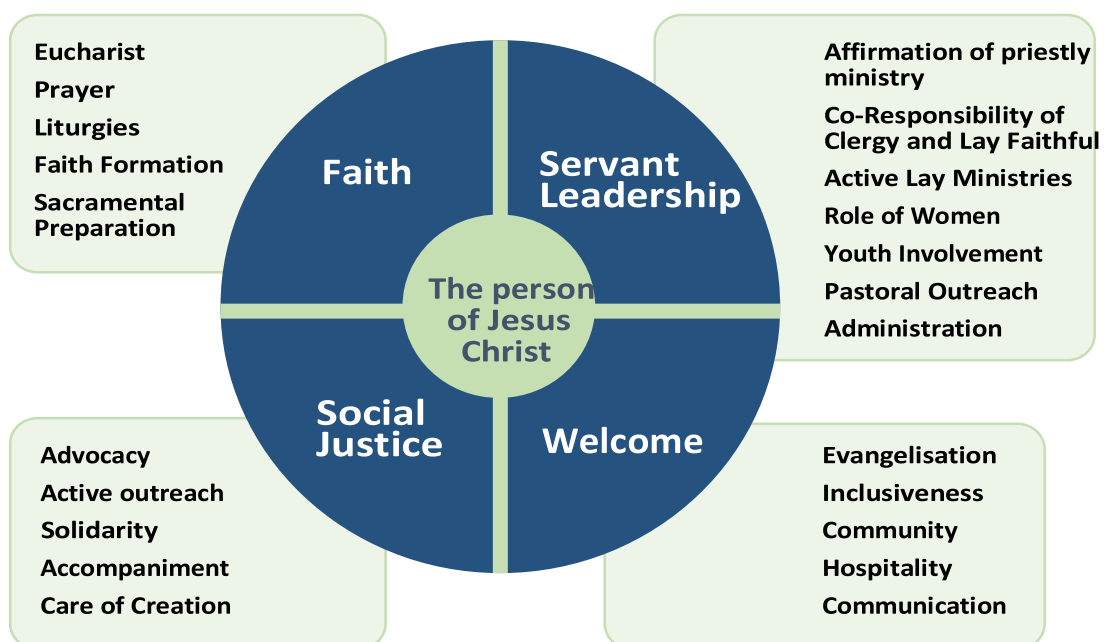 Eucharist
Prayer
Liturgies
Faith Formation
Sacramental
Preparation
Faith
Servant
Leadership
Affirmation of priestly
ministry
Co-Responsibility of
Clergy and Lay Faithful
Active Lay Ministries
Role of Women
Youth Involvement
Pastoral Outreach
Administration
The person
of Jesus
Christ
Social
Justice
Welcome
Advocacy
Active outreach
Solidarity
Accompaniment
Care of Creation
Evangelisation
Inclusiveness
Community
Hospitality
Communication